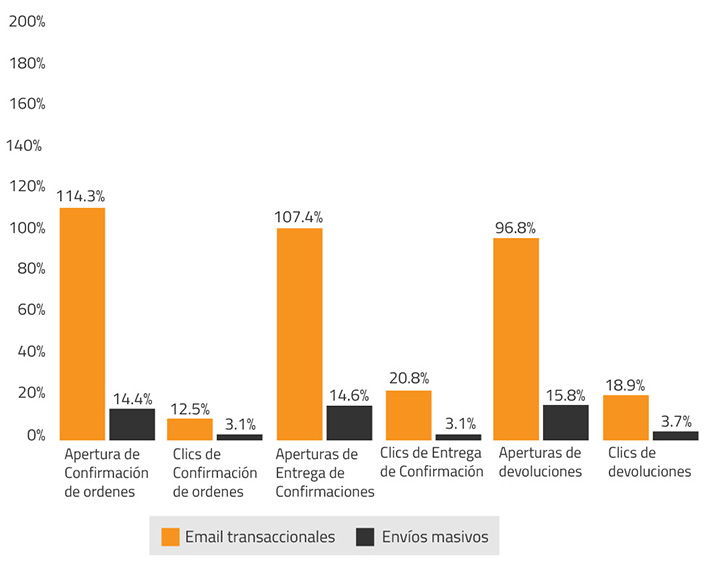 200%
180%
160%
140%
120%
100%
80%
60%
40%
20%
0%
114.3%
14.4%
12.5%
3.1%
107.4%
14.6%
20.8%
3.1%
96.8%
15.8%
18.9%
3.7%
Apertura de
Confirmación
de ordenes
Clics de
Confirmación
de ordenes
Aperturas de
Entrega de
Confirmaciones
Clics de Entrega
de Confirmación
Aperturas de
devoluciones
Clics de
devoluciones
Email transaccionales
Envíos masivos